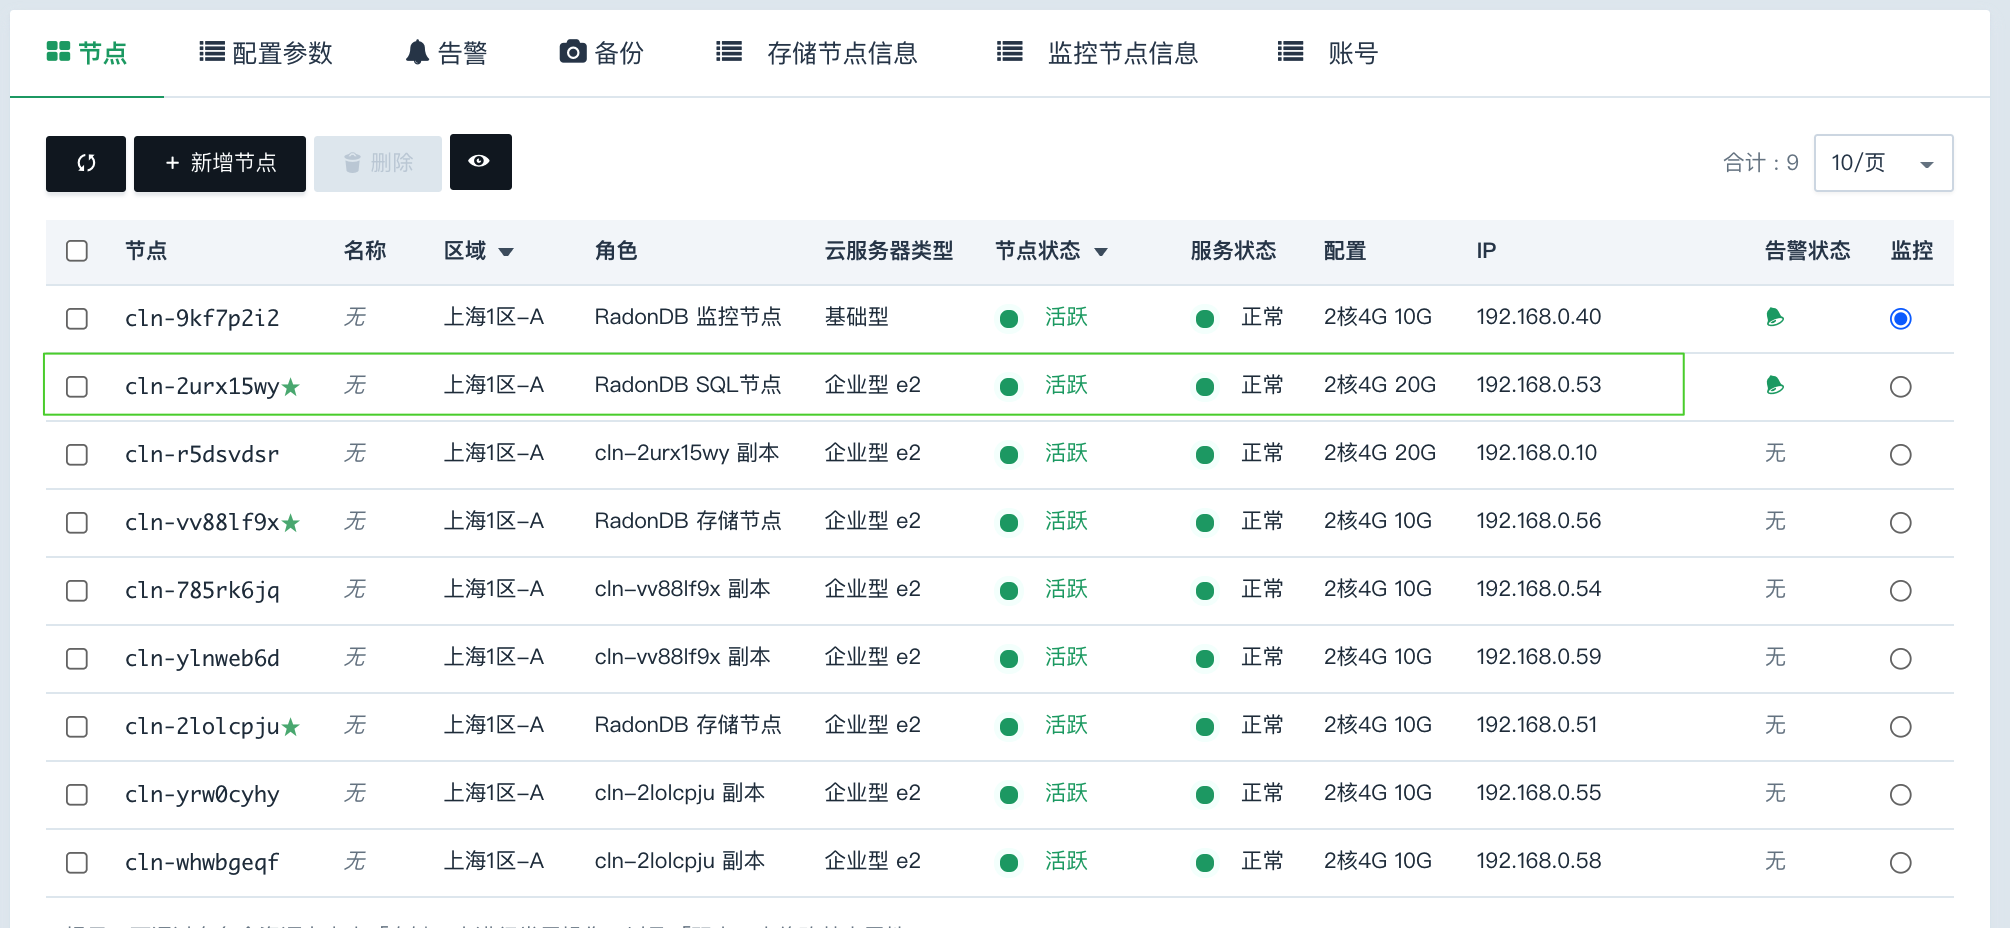 节点 配置参数 告警 备份 存储节点信息 监控节点信息 账号
+ 新增节点 删除 合计：9 10/页
节点 名称 区域 角色 云服务器类型 节点状态 服务状态 配置 IP 告警状态 监控
cln-9kf7p2i2 无 上海1区-A RadonDB 监控节点 基础型 活跃 正常 2核4G 10G 192.168.0.40
cln-2urx15wy★ 无 上海1区-A RadonDB SQL节点 企业型 e2 活跃 正常 2核4G 20G 192.168.0.53
cln-r5dsvdsr 无 上海1区-A cln-2urx15wy 副本 企业型 e2 活跃 正常 2核4G 20G 192.168.0.10 无
cln-vv88lf9x★ 无 上海1区-A RadonDB 存储节点 企业型 e2 活跃 正常 2核4G 10G 192.168.0.56 无
cln-785rk6jq 无 上海1区-A cln-vv88lf9x 副本 企业型 e2 活跃 正常 2核4G 10G 192.168.0.54 无
cln-ylnweb6d 无 上海1区-A cln-vv88lf9x 副本 企业型 e2 活跃 正常 2核4G 10G 192.168.0.59 无
cln-2lolcpju★ 无 上海1区-A RadonDB 存储节点 企业型 e2 活跃 正常 2核4G 10G 192.168.0.51 无
cln-yrw0cyhy 无 上海1区-A cln-2lolcpju 副本 企业型 e2 活跃 正常 2核4G 10G 192.168.0.55 无
cln-whwbgeqf 无 上海1区-A cln-2lolcpju 副本 企业型 e2 活跃 正常 2核4G 10G 192.168.0.58 无